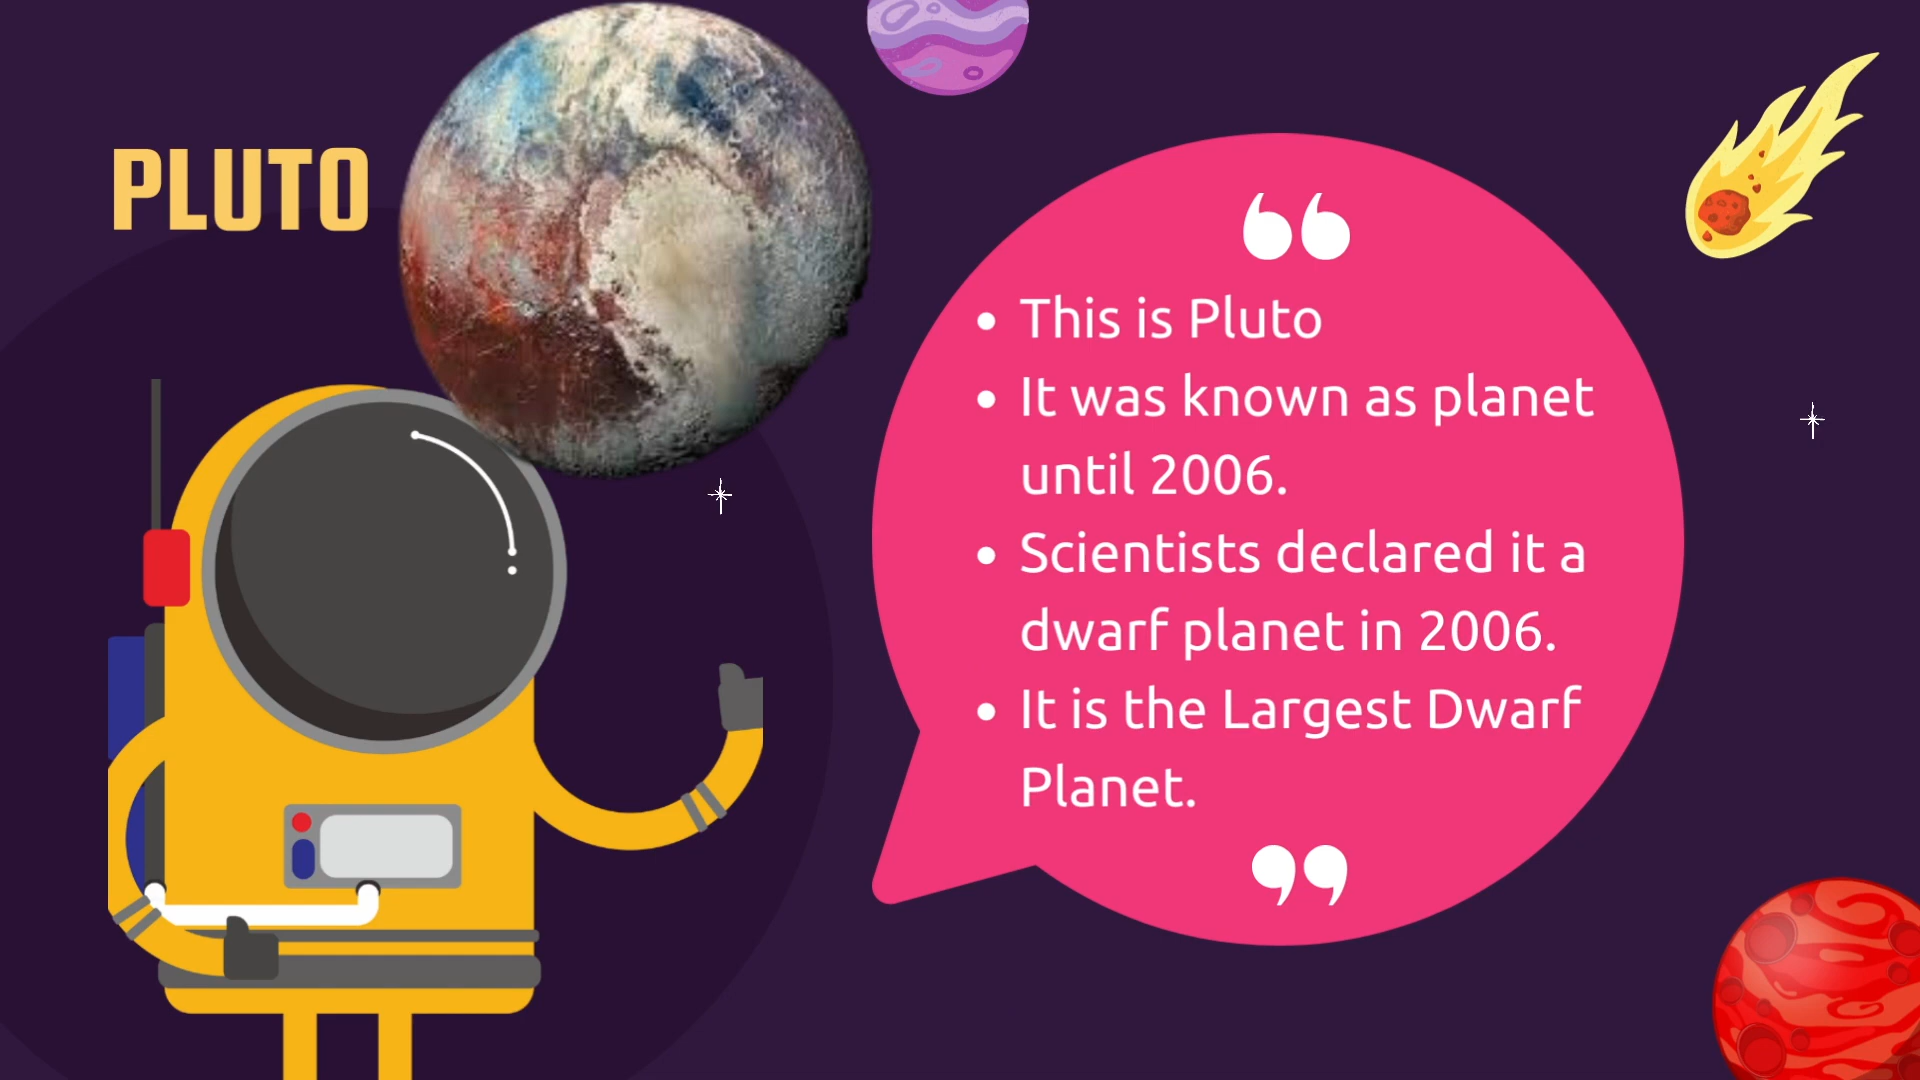 PLUTO
❝
• This is Pluto
• It was known as planet
until 2006.
• Scientists declared it a
dwarf planet in 2006.
• It is the Largest Dwarf
Planet.
❞